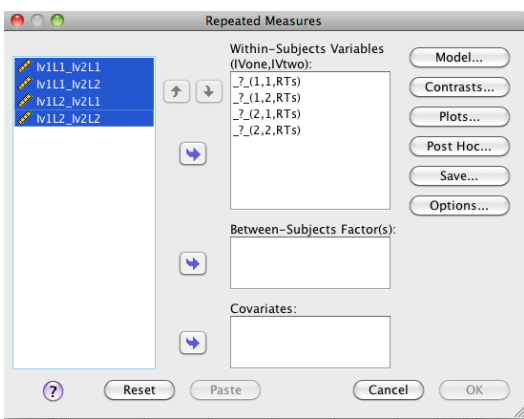 Repeated Measures
Iv1L1_Iv2L1
Iv1L1_Iv2L2
Iv1L2_Iv2L1
Iv1L2_Iv2L2
Within-Subjects Variables
(IVone,IVtwo):
_?_(1,1,RTs)
_?_(1,2,RTs)
_?_(2,1,RTs)
_?_(2,2,RTs)
Between-Subjects Factor(s):
Covariates:
Model...
Contrasts...
Plots...
Post Hoc...
Save...
Options...
?
Reset
Paste
Cancel
OK